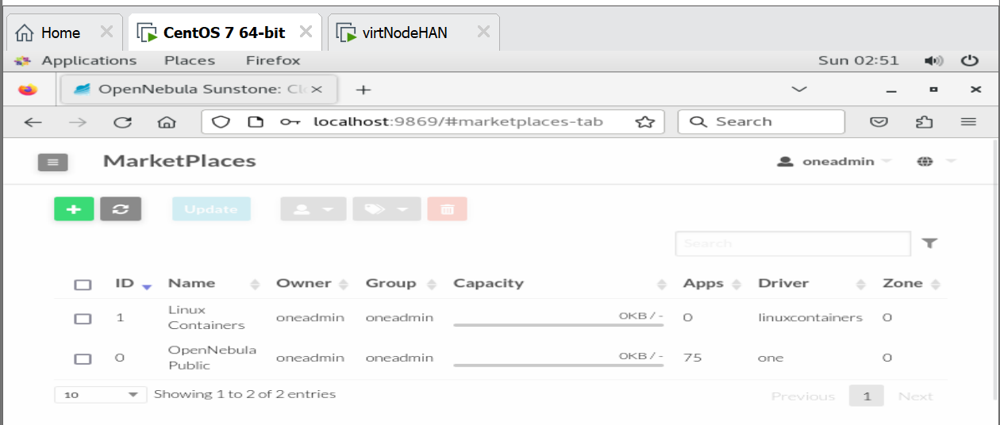 Home CentOS 7 64-bit virtNodeHAN
Applications Places Firefox Sun 02:51
OpenNebula Sunstone: Cl
localhost:9869/#marketplaces-tab Search
MarketPlaces oneadmin
Update
Search
ID Name Owner Group Capacity Apps Driver Zone
1 Linux Containers oneadmin oneadmin 0KB / - 0 linuxcontainers 0
0 OpenNebula Public oneadmin oneadmin 0KB / - 75 one 0
10 Showing 1 to 2 of 2 entries Previous 1 Next